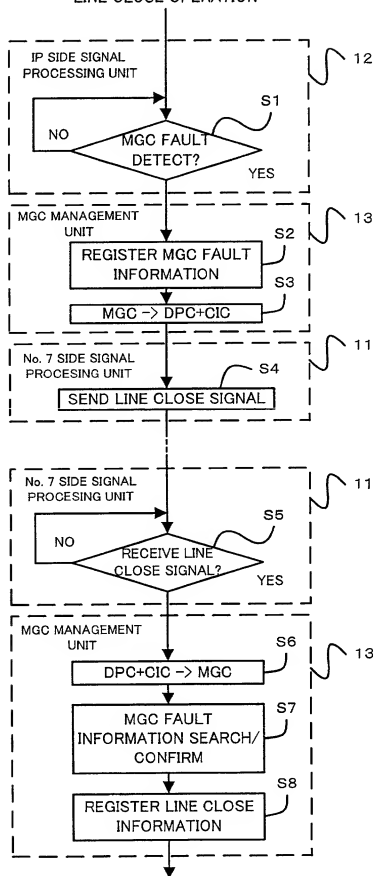 LINE CLOSE OPERATION
IP SIDE SIGNAL
PROCESSING UNIT
12
S1
NO
MGC FAULT
DETECT?
YES
MGC MANAGEMENT
UNIT
13
S2
REGISTER MGC FAULT
INFORMATION
S3
MGC -> DPC+CIC
11
No. 7 SIDE SIGNAL
PROCESING UNIT
S4
SEND LINE CLOSE SIGNAL
No. 7 SIDE SIGNAL
PROCESING UNIT
11
S5
NO
RECEIVE LINE
CLOSE SIGNAL?
YES
MGC MANAGEMENT
UNIT
S6
13
DPC+CIC -> MGC
S7
MGC FAULT
INFORMATION SEARCH/
CONFIRM
S8
REGISTER LINE CLOSE
INFORMATION